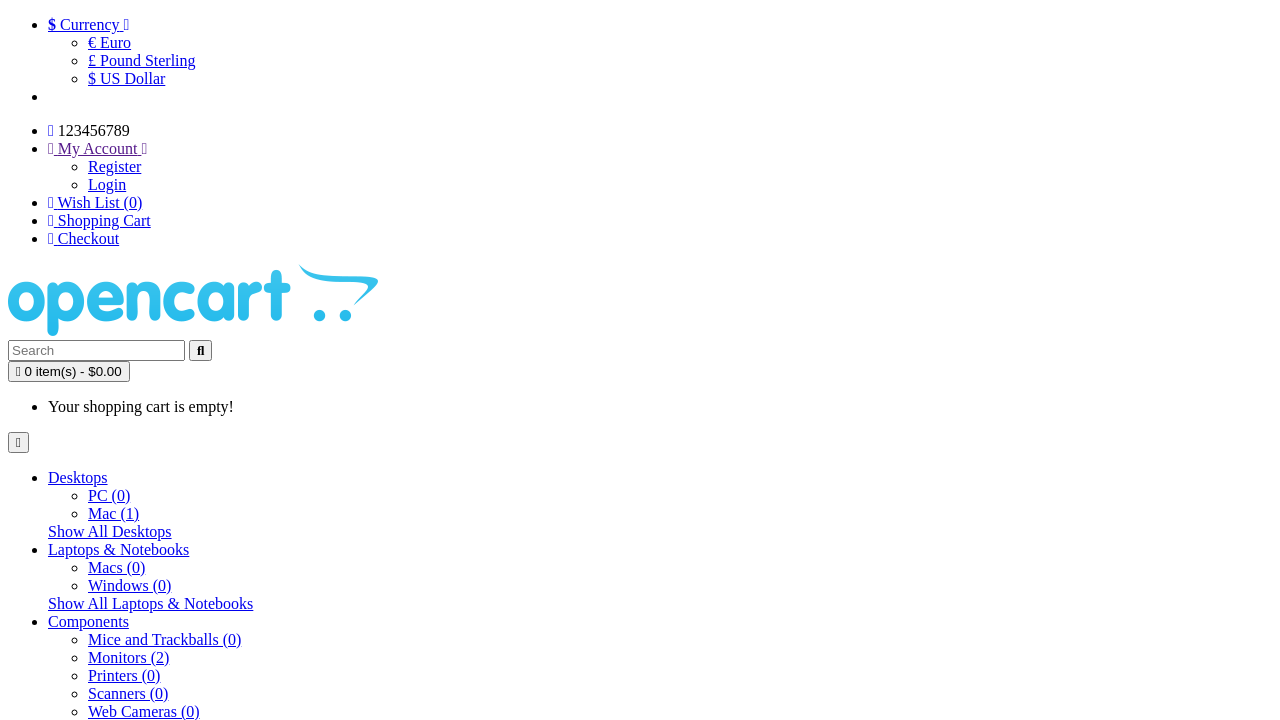 $ Currency
€ Euro
£ Pound Sterling
$ US Dollar
123456789
My Account
Register
Login
Wish List (0)
Shopping Cart
Checkout
opencart
Search
0 item(s) - $0.00
Your shopping cart is empty!
Desktops
PC (0)
Mac (1)
Show All Desktops
Laptops & Notebooks
Macs (0)
Windows (0)
Show All Laptops & Notebooks
Components
Mice and Trackballs (0)
Monitors (2)
Printers (0)
Scanners (0)
Web Cameras (0)